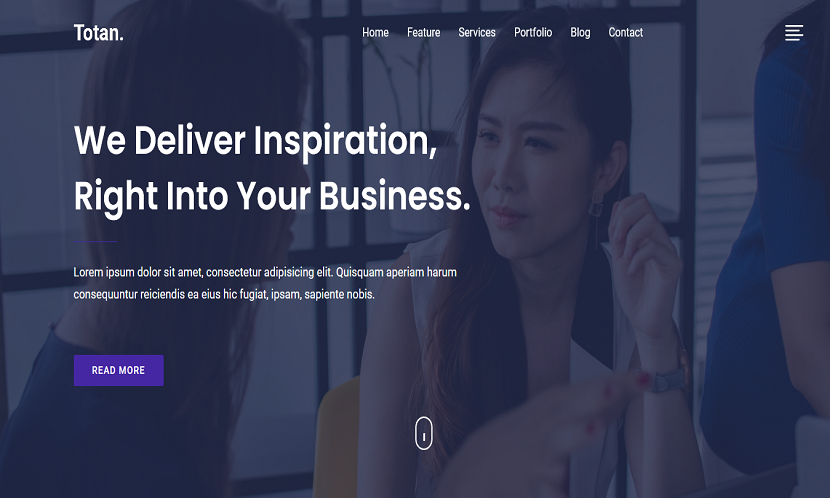 Totan.
Home Feature Services Portfolio Blog Contact
We Deliver Inspiration,
Right Into Your Business.
Lorem ipsum dolor sit amet, consectetur adipisicing elit. Quisquam aperiam harum
consequuntur reiciendis ea eius hic fugiat, ipsam, sapiente nobis.
READ MORE